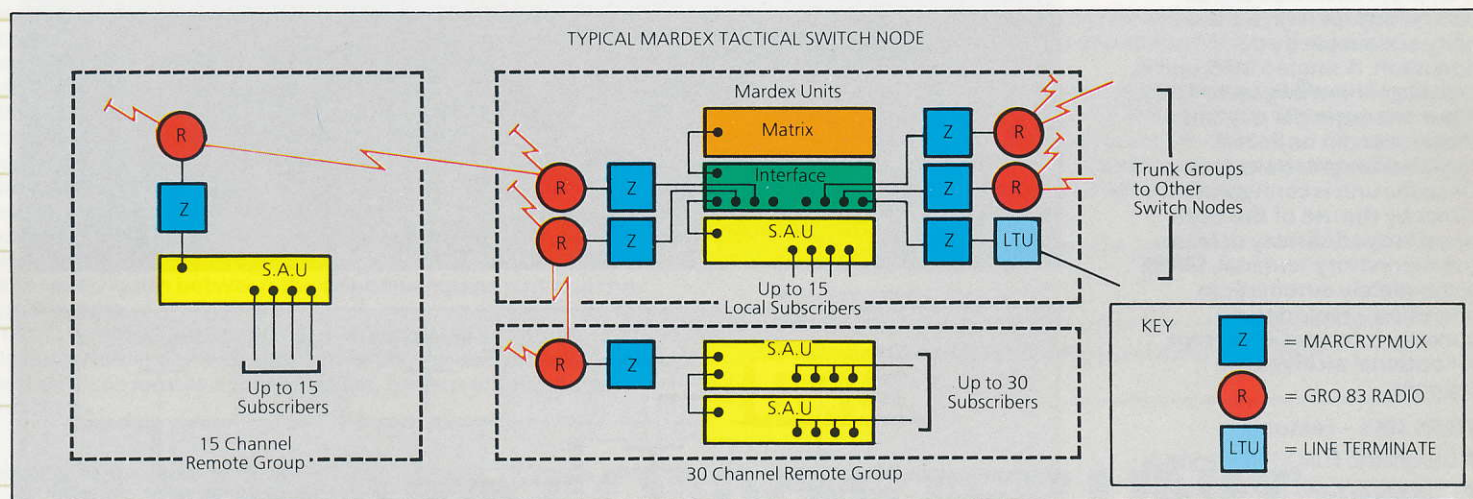 TYPICAL MARDEX TACTICAL SWITCH NODE
R
Z
S.A.U
Up to 15
Subscribers
15 Channel
Remote Group
Mardex Units
Matrix
Interface
S.A.U
Up to 15
Local Subscribers
R
Z
R
Z
Z
R
Z
R
Z
LTU
Trunk Groups
to Other
Switch Nodes
R
Z
S.A.U
S.A.U
Up to 30
Subscribers
30 Channel Remote Group
KEY
Z = MARCRYPMUX
R = GRO 83 RADIO
LTU = LINE TERMINATE